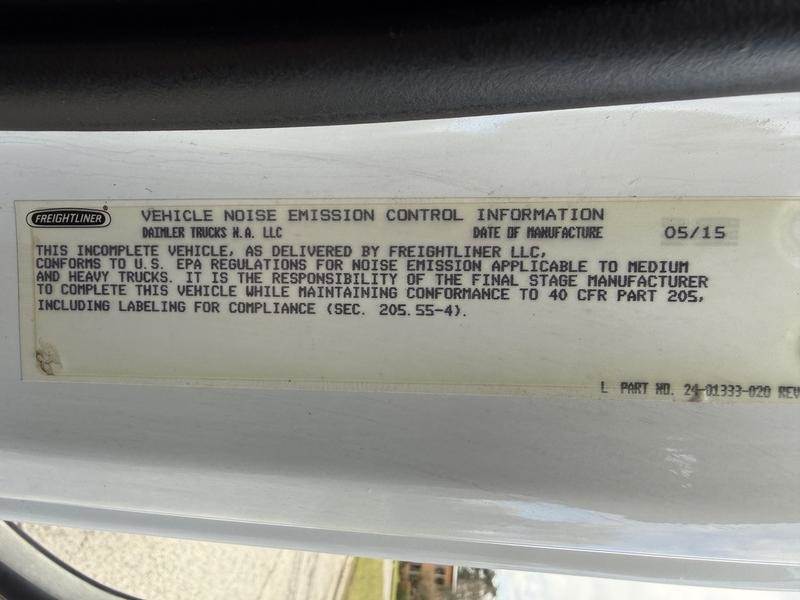 FREIGHTLINER
VEHICLE NOISE EMISSION CONTROL INFORMATION
DAIMLER TRUCKS N.A. LLC DATE OF MANUFACTURE 05/15
THIS INCOMPLETE VEHICLE, AS DELIVERED BY FREIGHTLINER LLC,
CONFORMS TO U.S. EPA REGULATIONS FOR NOISE EMISSION APPLICABLE TO MEDIUM
AND HEAVY TRUCKS. IT IS THE RESPONSIBILITY OF THE FINAL STAGE MANUFACTURER
TO COMPLETE THIS VEHICLE WHILE MAINTAINING CONFORMANCE TO 40 CFR PART 205,
INCLUDING LABELING FOR COMPLIANCE (SEC. 205.55-4).
L PART NO. 24-01333-020 REV